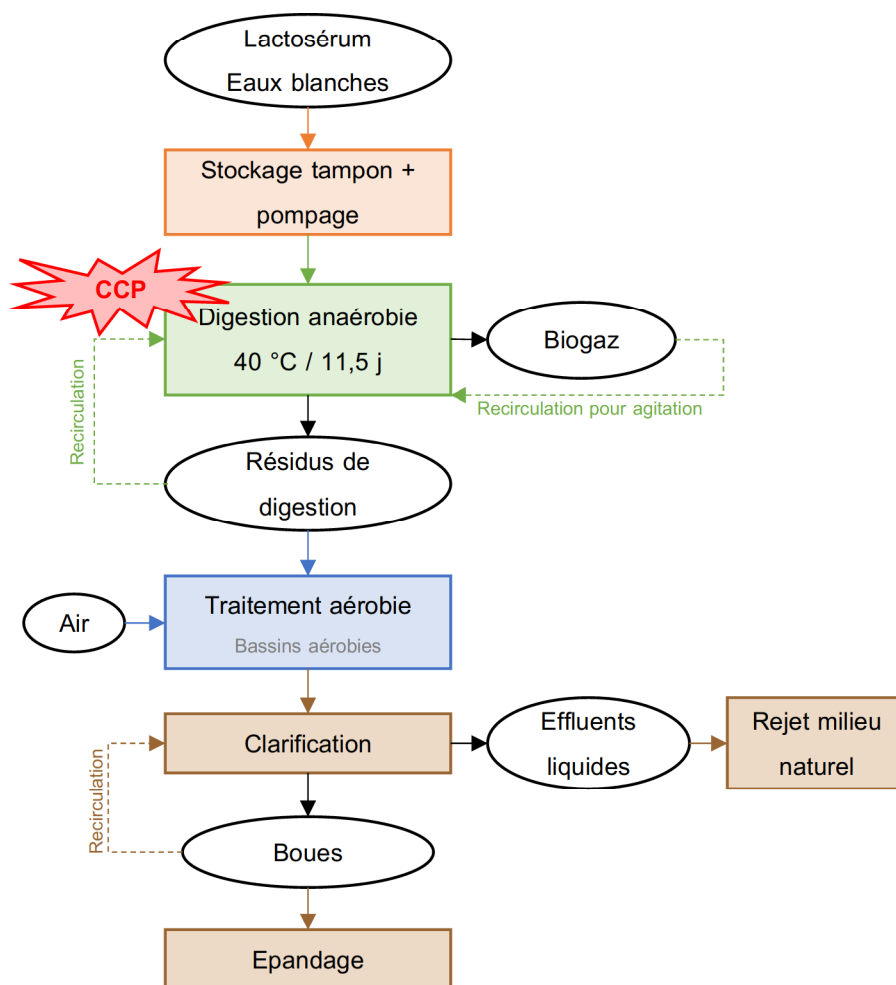 Lactosérum
Eaux blanches
Stockage tampon +
pompage
CCP
Digestion anaérobie
40 °C / 11,5 j
Biogaz
Recirculation
Recirculation pour agitation
Résidus de
digestion
Air
Traitement aérobie
Bassins aérobies
Clarification
Effluents
liquides
Rejet milieu
naturel
Recirculation
Boues
Epandage